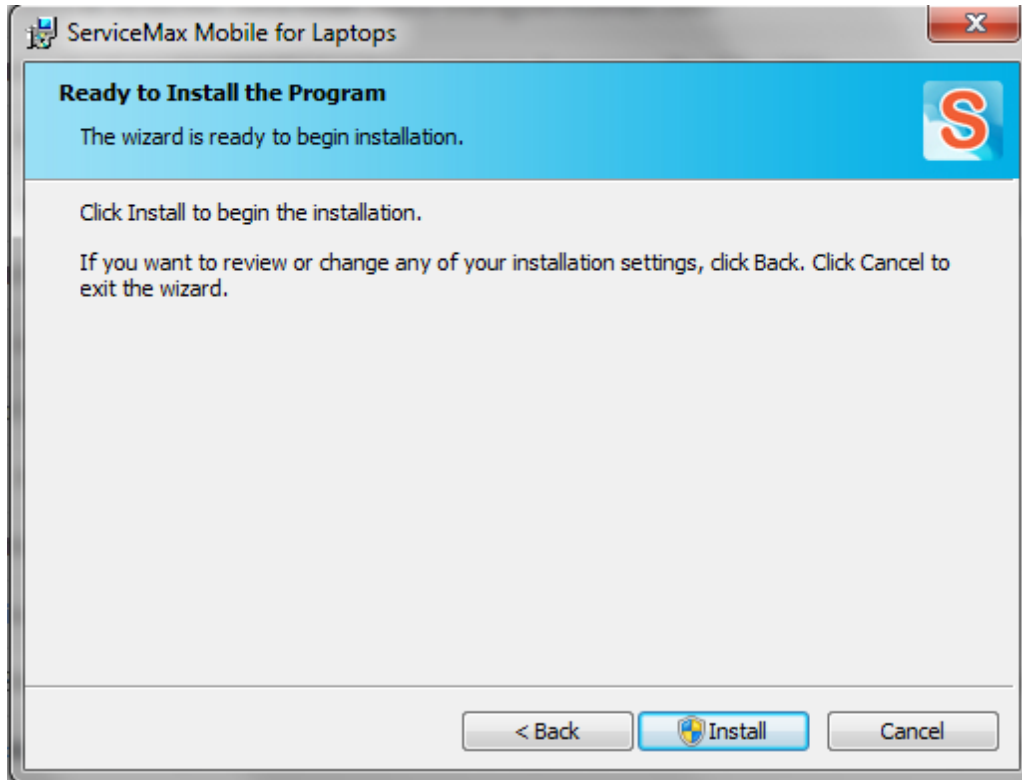 ServiceMax Mobile for Laptops
Ready to Install the Program
The wizard is ready to begin installation.
S
Click Install to begin the installation.
If you want to review or change any of your installation settings, click Back. Click Cancel to
exit the wizard.
< Back
Install
Cancel